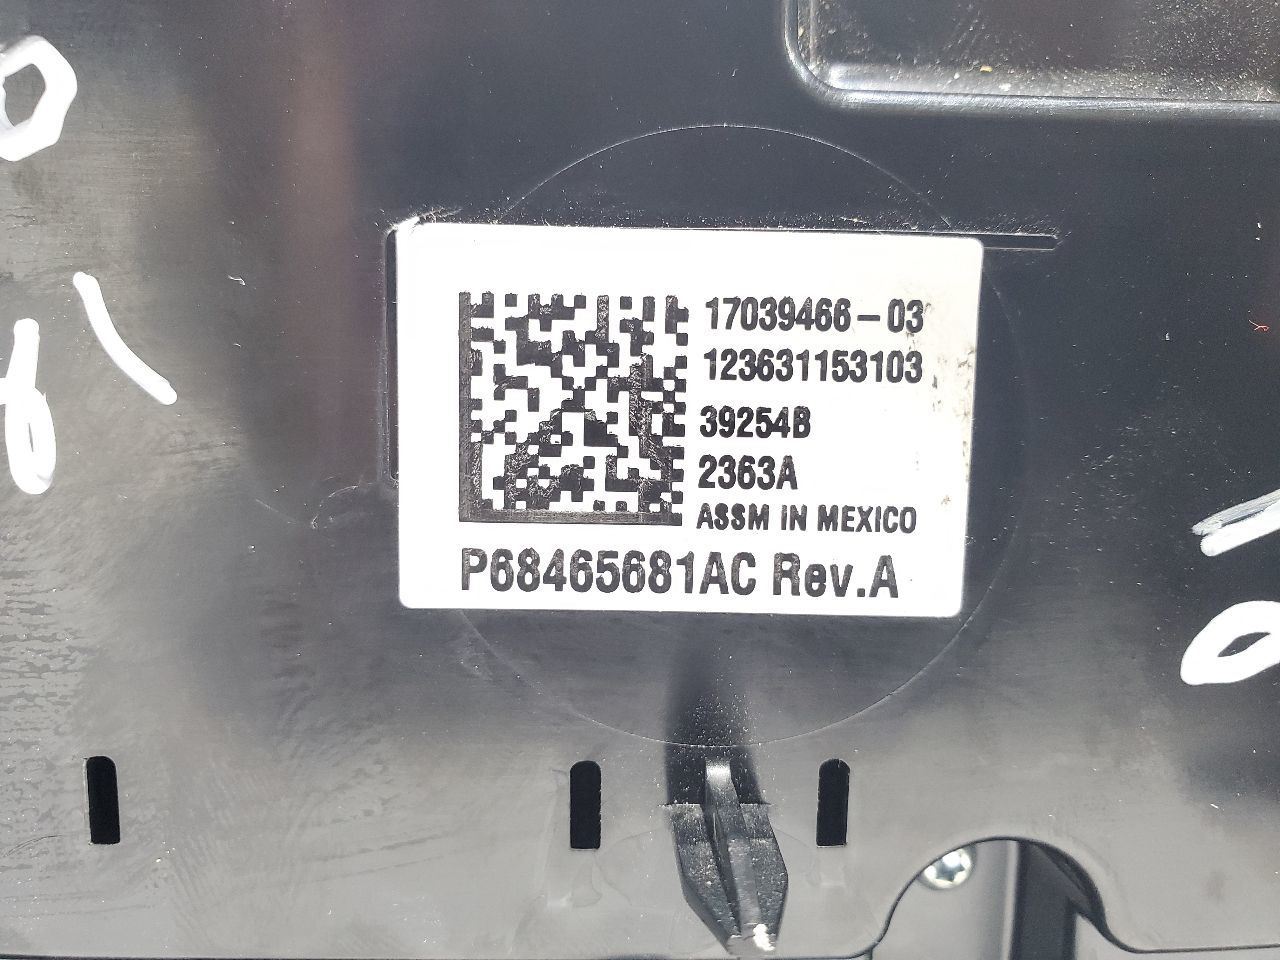 17039466-03
123631153103
39254B
2363A
ASSM IN MEXICO
P68465681AC Rev.A